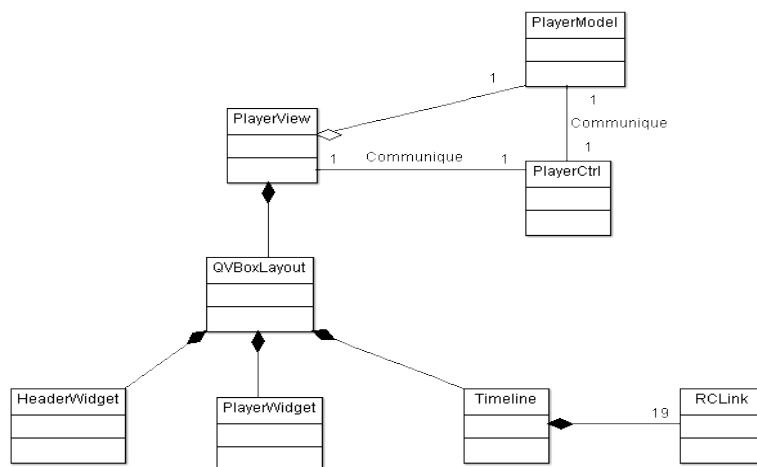 PlayerModel
1
PlayerView
1
Communique
1
1 Communique 1
PlayerCtrl
QVBoxLayout
HeaderWidget
PlayerWidget
Timeline
19
RCLink